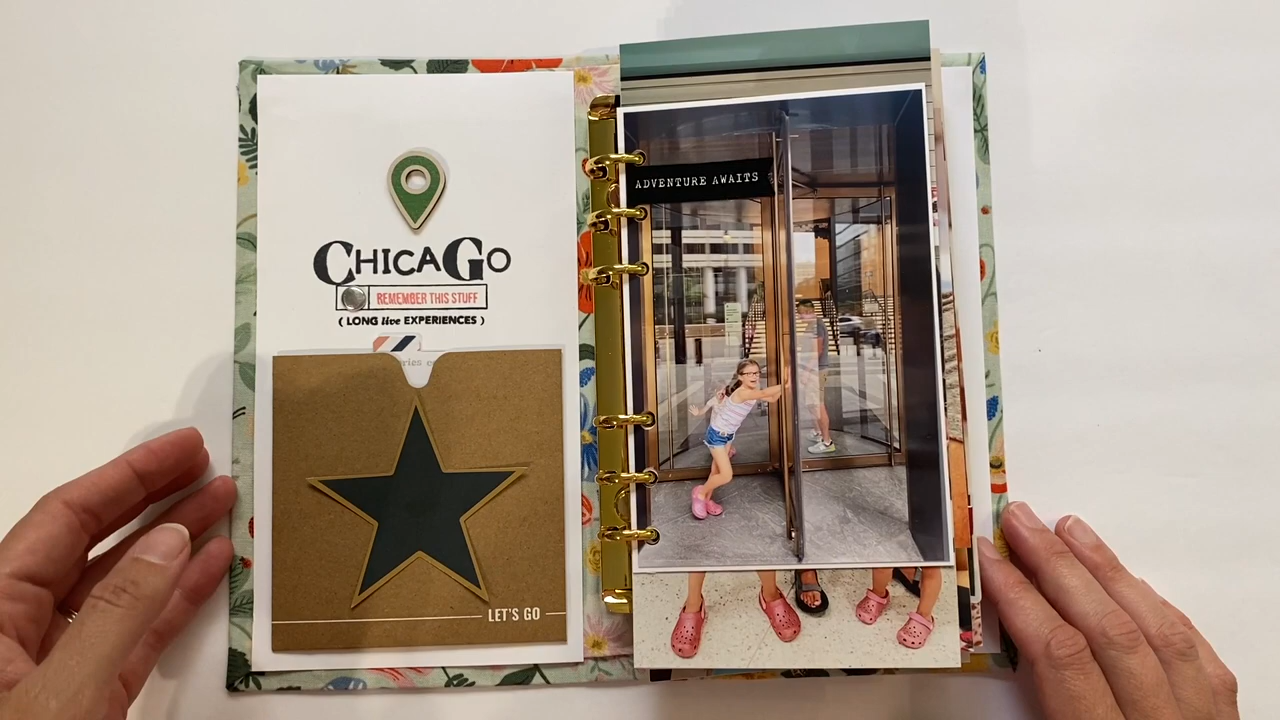 CHICAGO
REMEMBER THIS STUFF
( LONG live EXPERIENCES )
LET'S GO
ADVENTURE AWAITS